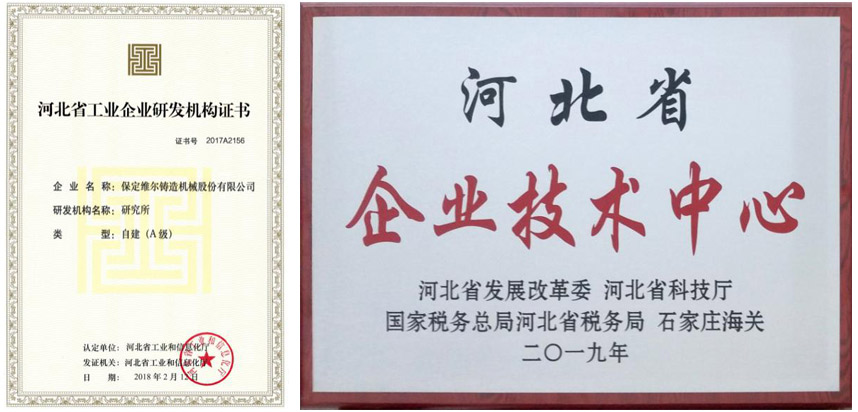 河北省工业企业研发机构证书
证书号 2017A2156
企业名称: 保定维尔铸造机械股份有限公司
研发机构名称: 研究所
类型: 自建（A级）
认定单位: 河北省工业和信息化厅
发证机关: 河北省工业和信息化厅
日期: 2018年2月12日
河北省
企业技术中心
河北省发展改革委 河北省科技厅
国家税务总局河北省税务局 石家庄海关
二〇一九年